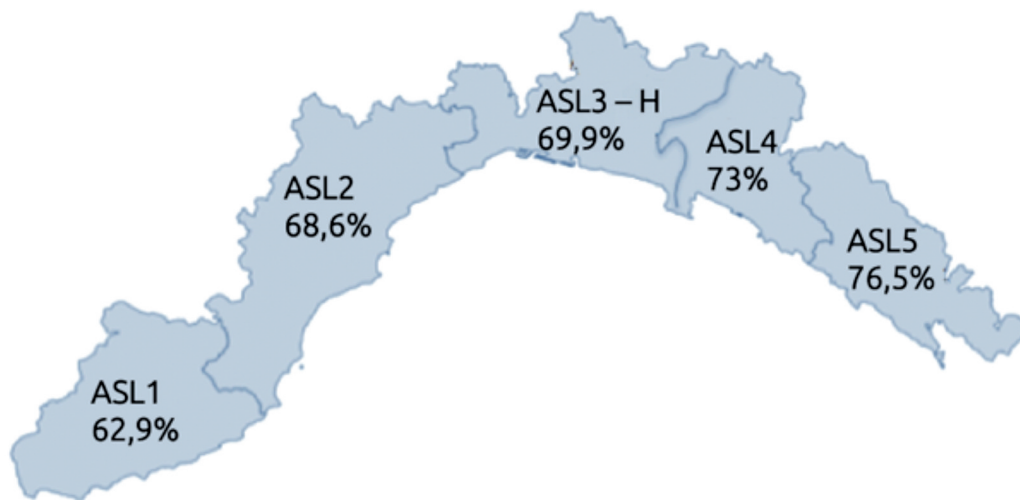 ASL3 – H
69,9%
ASL4
73%
ASL2
68,6%
ASL5
76,5%
ASL1
62,9%